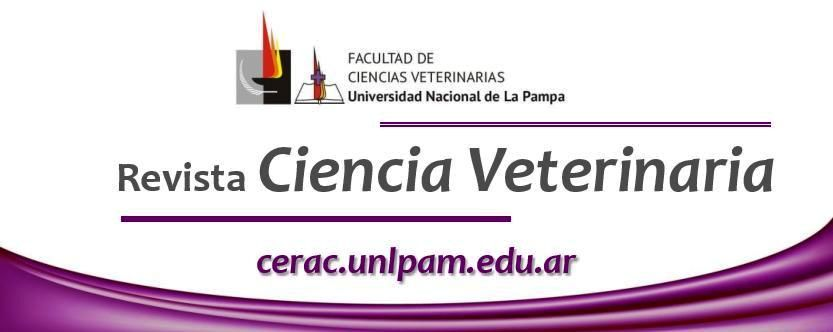 FACULTAD DE
CIENCIAS VETERINARIAS
Universidad Nacional de La Pampa
Revista Ciencia Veterinaria
cerac.unlpam.edu.ar